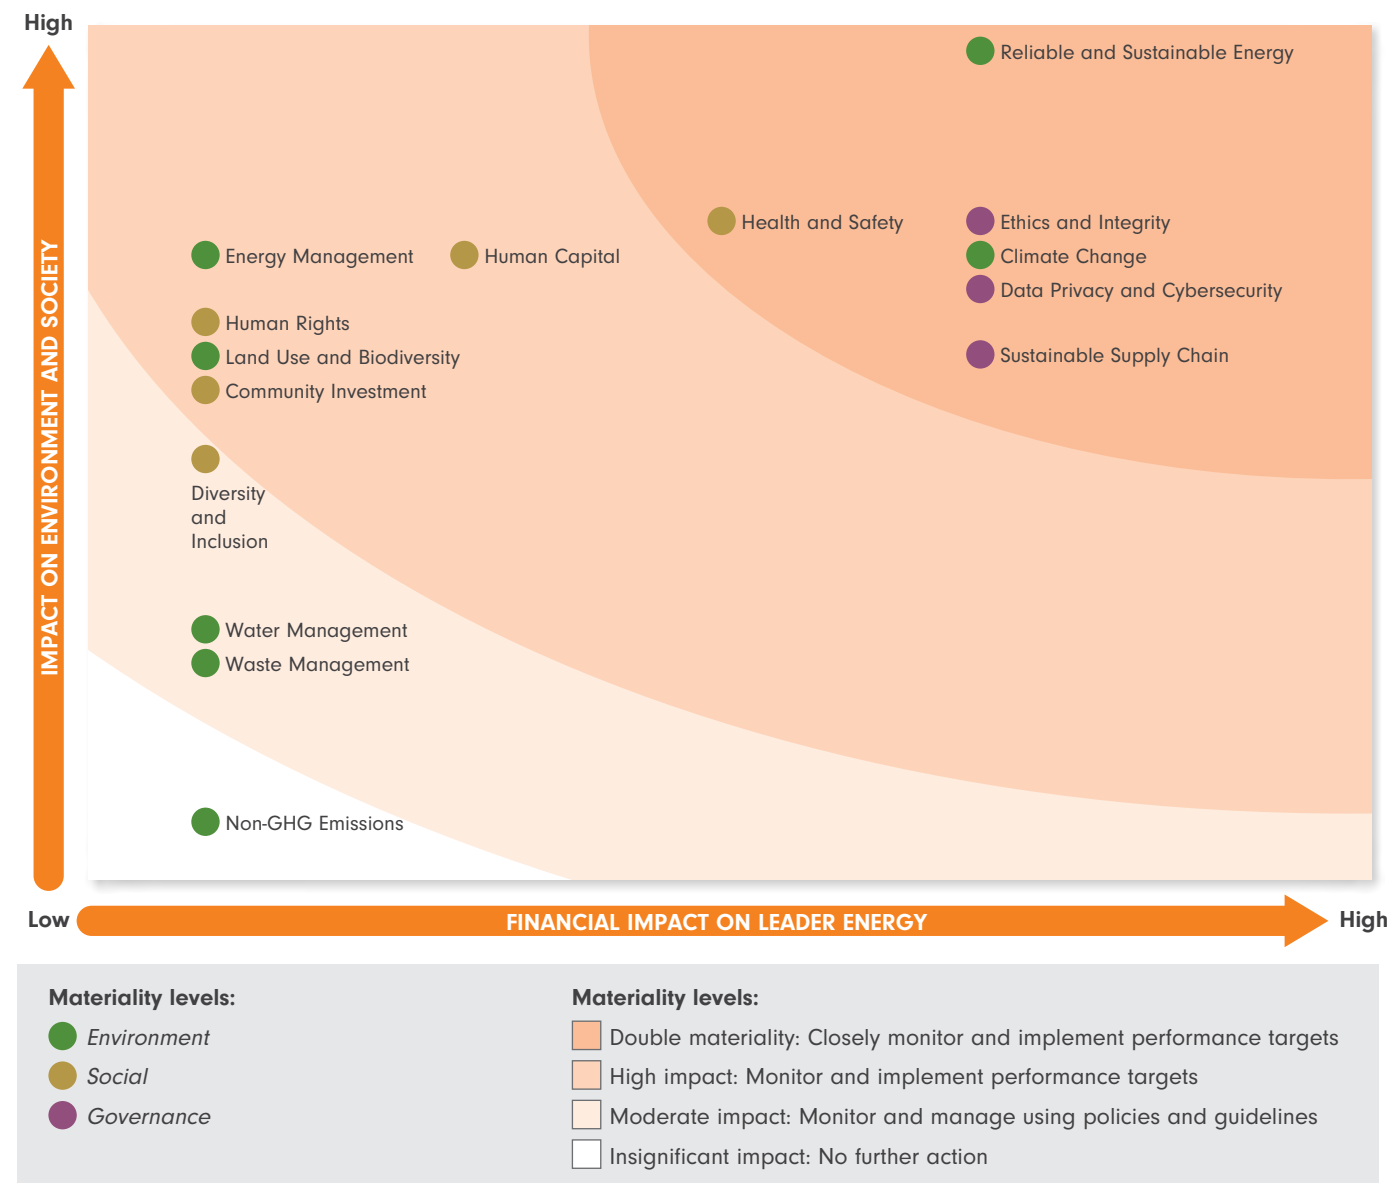 High
Reliable and Sustainable Energy
Health and Safety
Ethics and Integrity
Energy Management
Human Capital
Climate Change
Data Privacy and Cybersecurity
Human Rights
Land Use and Biodiversity
Sustainable Supply Chain
Community Investment
Diversity
and
Inclusion
Water Management
Waste Management
Non-GHG Emissions
IMPACT ON ENVIRONMENT AND SOCIETY
Low
FINANCIAL IMPACT ON LEADER ENERGY
High
Materiality levels:
Environment
Social
Governance
Materiality levels:
Double materiality: Closely monitor and implement performance targets
High impact: Monitor and implement performance targets
Moderate impact: Monitor and manage using policies and guidelines
Insignificant impact: No further action